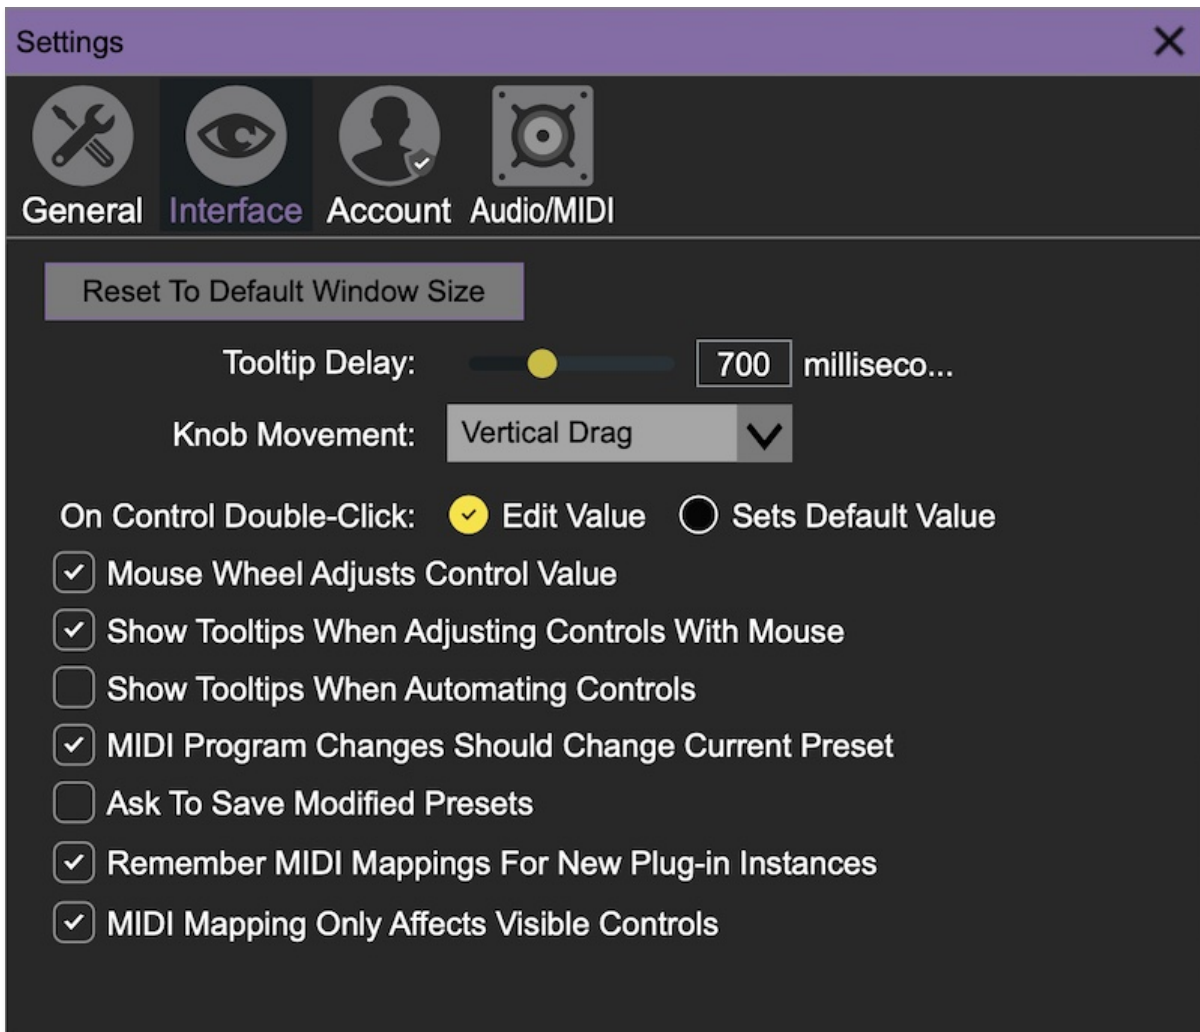 Settings
General Interface Account Audio/MIDI
Reset To Default Window Size
Tooltip Delay: 700 milliseco...
Knob Movement: Vertical Drag
On Control Double-Click: Edit Value Sets Default Value
Mouse Wheel Adjusts Control Value
Show Tooltips When Adjusting Controls With Mouse
Show Tooltips When Automating Controls
MIDI Program Changes Should Change Current Preset
Ask To Save Modified Presets
Remember MIDI Mappings For New Plug-in Instances
MIDI Mapping Only Affects Visible Controls